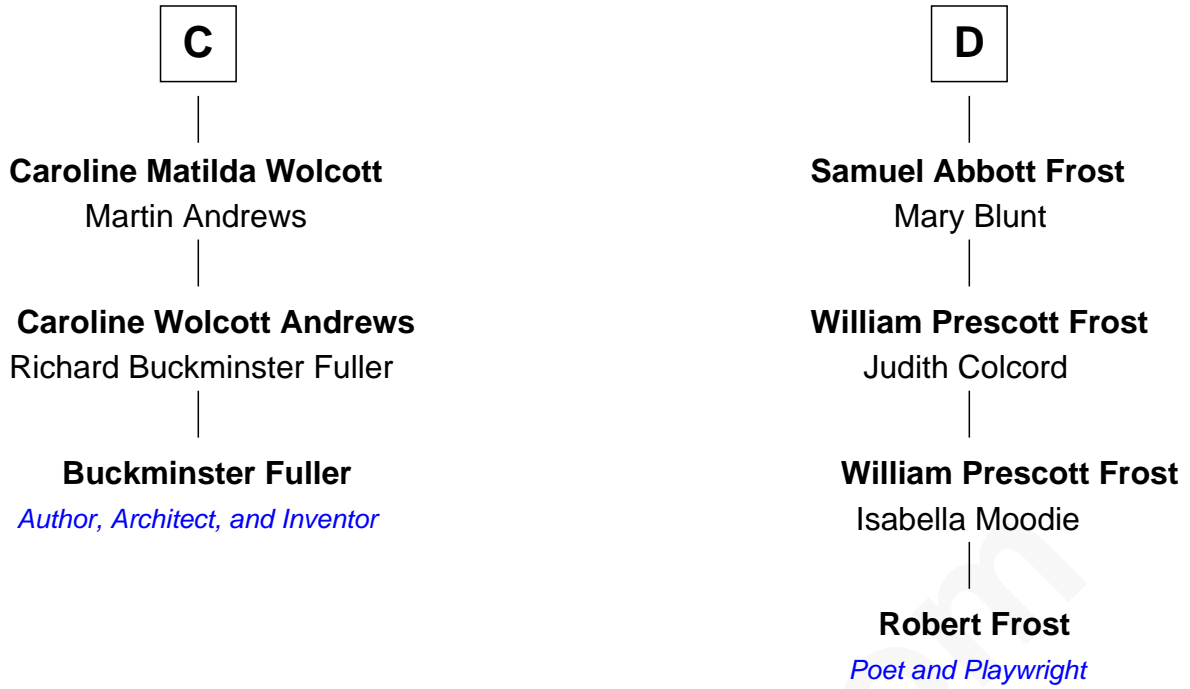 C
Caroline Matilda Wolcott
Martin Andrews
Caroline Wolcott Andrews
Richard Buckminster Fuller
Buckminster Fuller
Author, Architect, and Inventor
D
Samuel Abbott Frost
Mary Blunt
William Prescott Frost
Judith Colcord
William Prescott Frost
Isabella Moodie
Robert Frost
Poet and Playwright